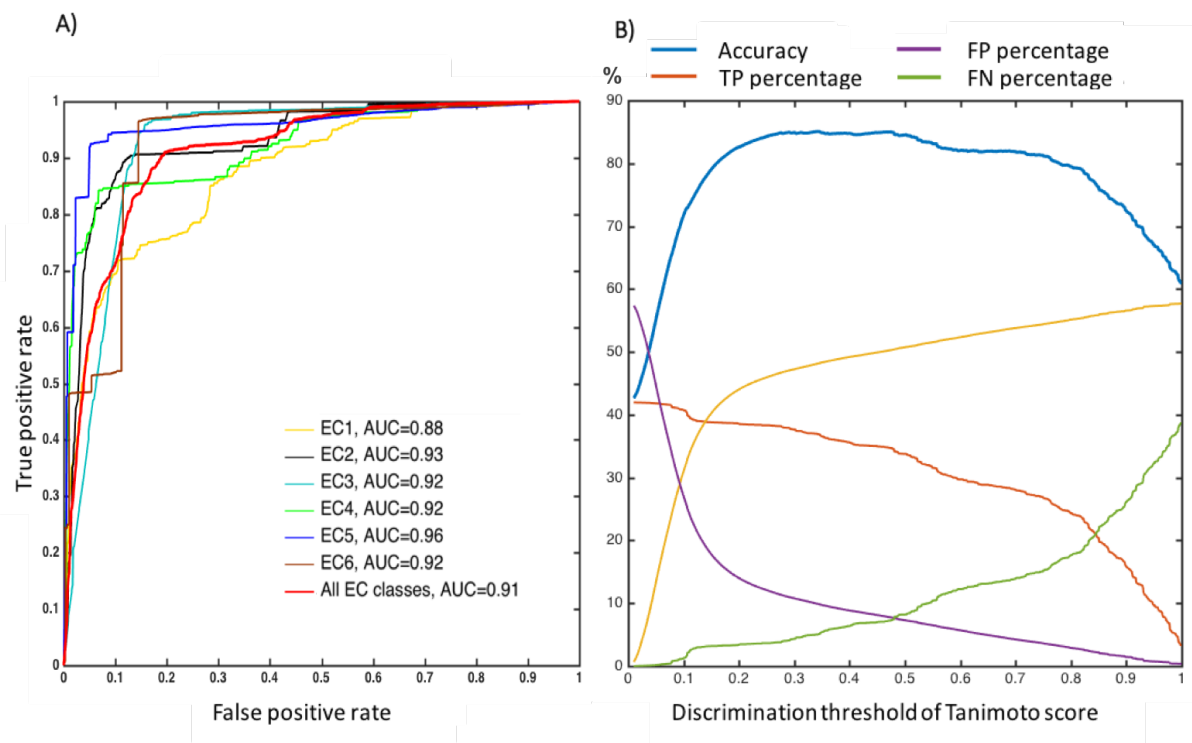 A)
B)
Accuracy
FP percentage
TP percentage
FN percentage
%
True positive rate
1
0.9
0.8
0.7
0.6
0.5
0.4
0.3
0.2
0.1
0
EC1, AUC=0.88
EC2, AUC=0.93
EC3, AUC=0.92
EC4, AUC=0.92
EC5, AUC=0.96
EC6, AUC=0.92
All EC classes, AUC=0.91
0 0.1 0.2 0.3 0.4 0.5 0.6 0.7 0.8 0.9 1
False positive rate
90
80
70
60
50
40
30
20
10
0
0 0.1 0.2 0.3 0.4 0.5 0.6 0.7 0.8 0.9 1
Discrimination threshold of Tanimoto score